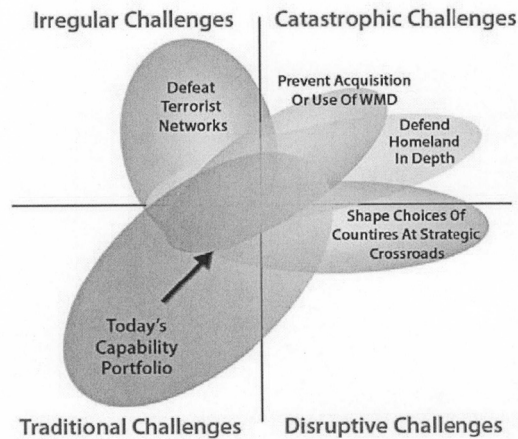 Irregular Challenges
Catastrophic Challenges
Defeat
Terrorist
Networks
Prevent Acquisition
Or Use Of WMD
Defend
Homeland
In Depth
Shape Choices Of
Countires At Strategic
Crossroads
Today's
Capability
Portfolio
Traditional Challenges
Disruptive Challenges